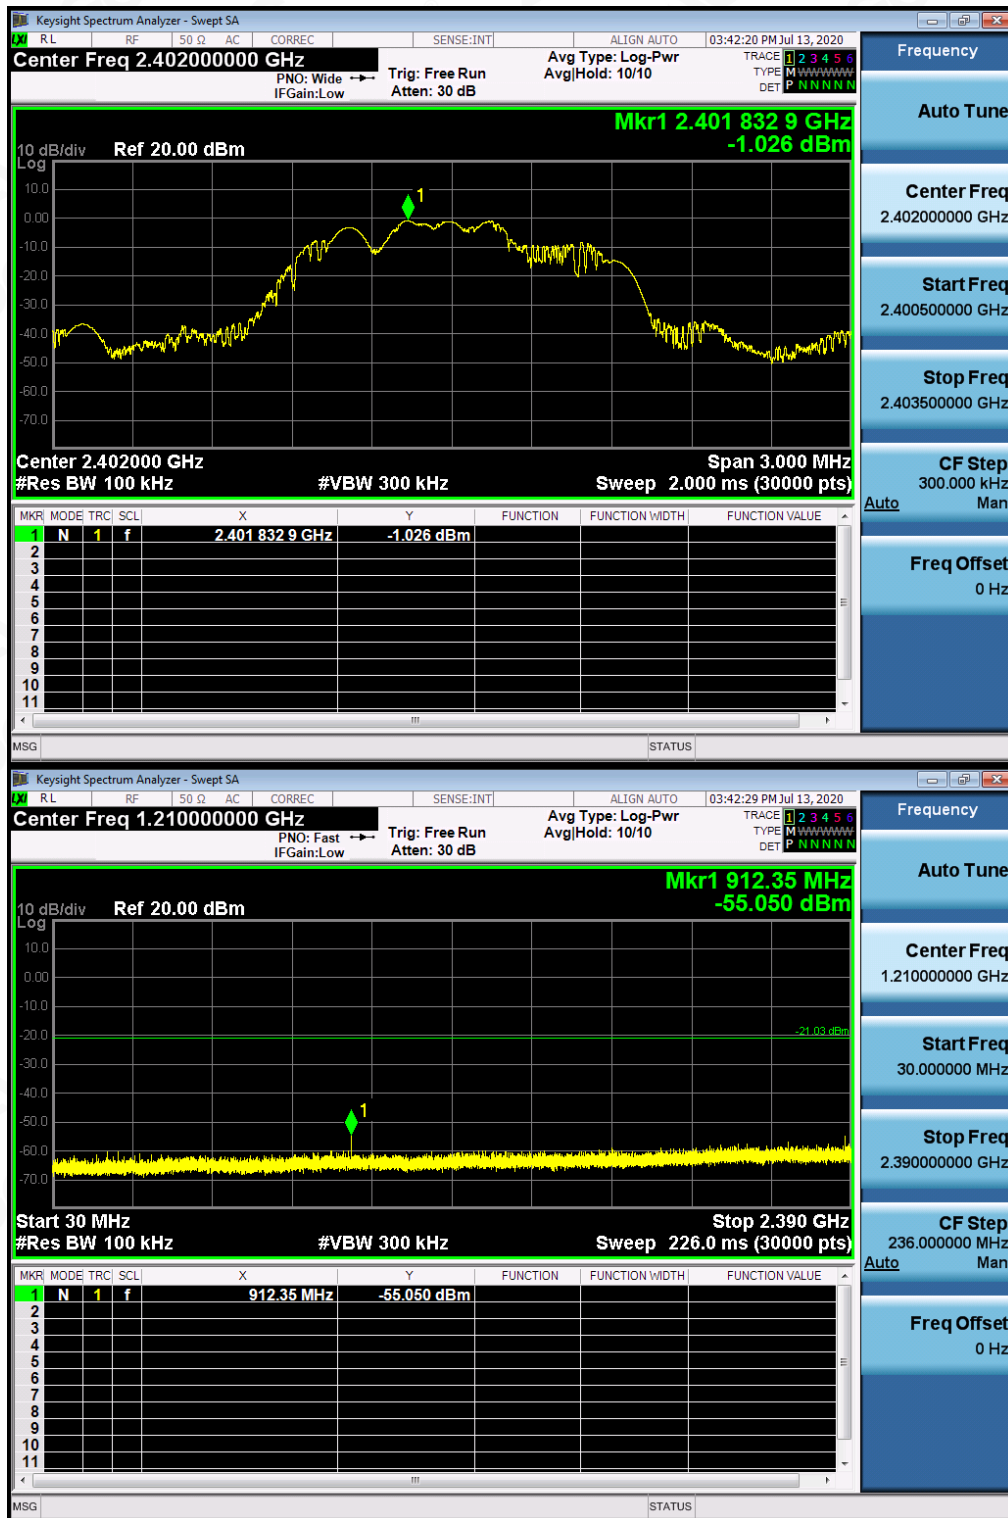 Keysight Spectrum Analyzer - Swept SA
LXI RL RF 50 Ω AC CORREC SENSE:INT ALIGN AUTO 03:42:20 PM Jul 13, 2020
Center Freq 2.402000000 GHz
PNO: Wide
IFGain:Low
Trig: Free Run
Atten: 30 dB
Avg Type: Log-Pwr
Avg|Hold: 10/10
TRACE 1 2 3 4 5 6
TYPE M WWWWW
DET P N N N N N
Mkr1 2.401 832 9 GHz
-1.026 dBm
10 dB/div Ref 20.00 dBm
Log
10.0
0.00
-10.0
-20.0
-30.0
-40.0
-50.0
-60.0
-70.0
1
Center 2.402000 GHz Span 3.000 MHz
#Res BW 100 kHz #VBW 300 kHz Sweep 2.000 ms (30000 pts)
MKR MODE TRC SCL X Y FUNCTION FUNCTION WIDTH FUNCTION VALUE
1 N 1 f 2.401 832 9 GHz -1.026 dBm
2
3
4
5
6
7
8
9
10
11
MSG STATUS
Frequency
Auto Tune
Center Freq
2.402000000 GHz
Start Freq
2.400500000 GHz
Stop Freq
2.403500000 GHz
CF Step
300.000 kHz
Auto Man
Freq Offset
0 Hz
Keysight Spectrum Analyzer - Swept SA
LXI RL RF 50 Ω AC CORREC SENSE:INT ALIGN AUTO 03:42:29 PM Jul 13, 2020
Center Freq 1.210000000 GHz
PNO: Fast
IFGain:Low
Trig: Free Run
Atten: 30 dB
Avg Type: Log-Pwr
Avg|Hold: 10/10
TRACE 1 2 3 4 5 6
TYPE M WWWWW
DET P N N N N N
Mkr1 912.35 MHz
-55.050 dBm
10 dB/div Ref 20.00 dBm
Log
10.0
0.00
-10.0
-20.0
-30.0
-40.0
-50.0
-60.0
-70.0
-21.03 dBm
1
Start 30 MHz Stop 2.390 GHz
#Res BW 100 kHz #VBW 300 kHz Sweep 226.0 ms (30000 pts)
MKR MODE TRC SCL X Y FUNCTION FUNCTION WIDTH FUNCTION VALUE
1 N 1 f 912.35 MHz -55.050 dBm
2
3
4
5
6
7
8
9
10
11
MSG STATUS
Frequency
Auto Tune
Center Freq
1.210000000 GHz
Start Freq
30.000000 MHz
Stop Freq
2.390000000 GHz
CF Step
236.000000 MHz
Auto Man
Freq Offset
0 Hz